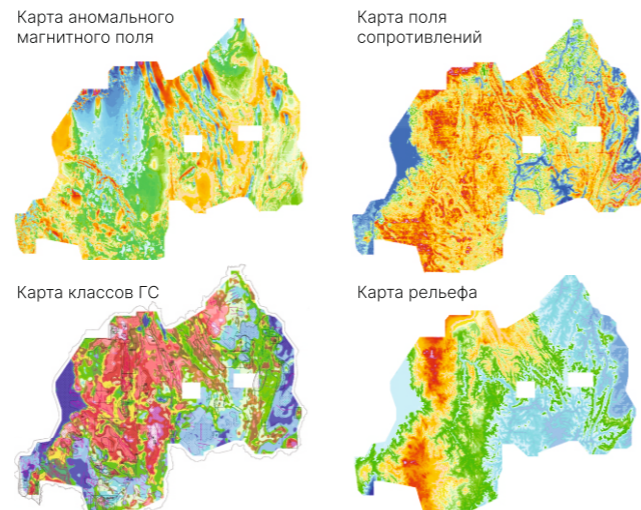 Карта аномального
магнитного поля
Карта поля
сопротивлений
Карта классов ГС
Карта рельефа